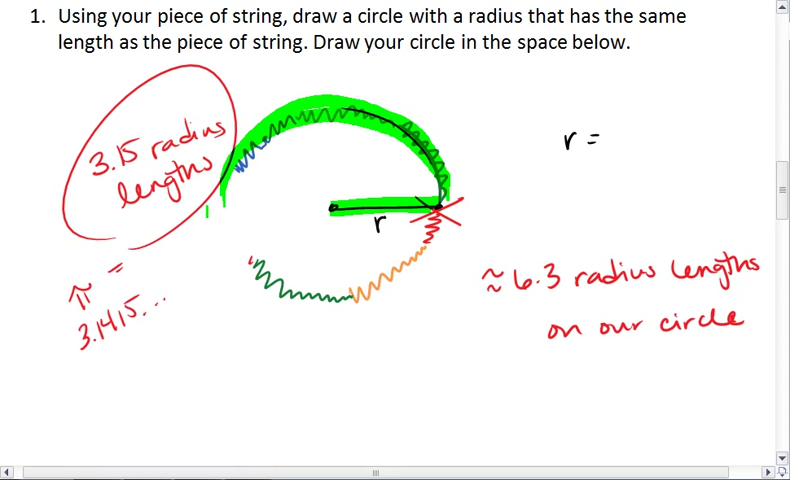 1. Using your piece of string, draw a circle with a radius that has the same
length as the piece of string. Draw your circle in the space below.
3.15 radius
lengths
r =
r
π =
3.1415...
≈ 6.3 radius lengths
on our circle